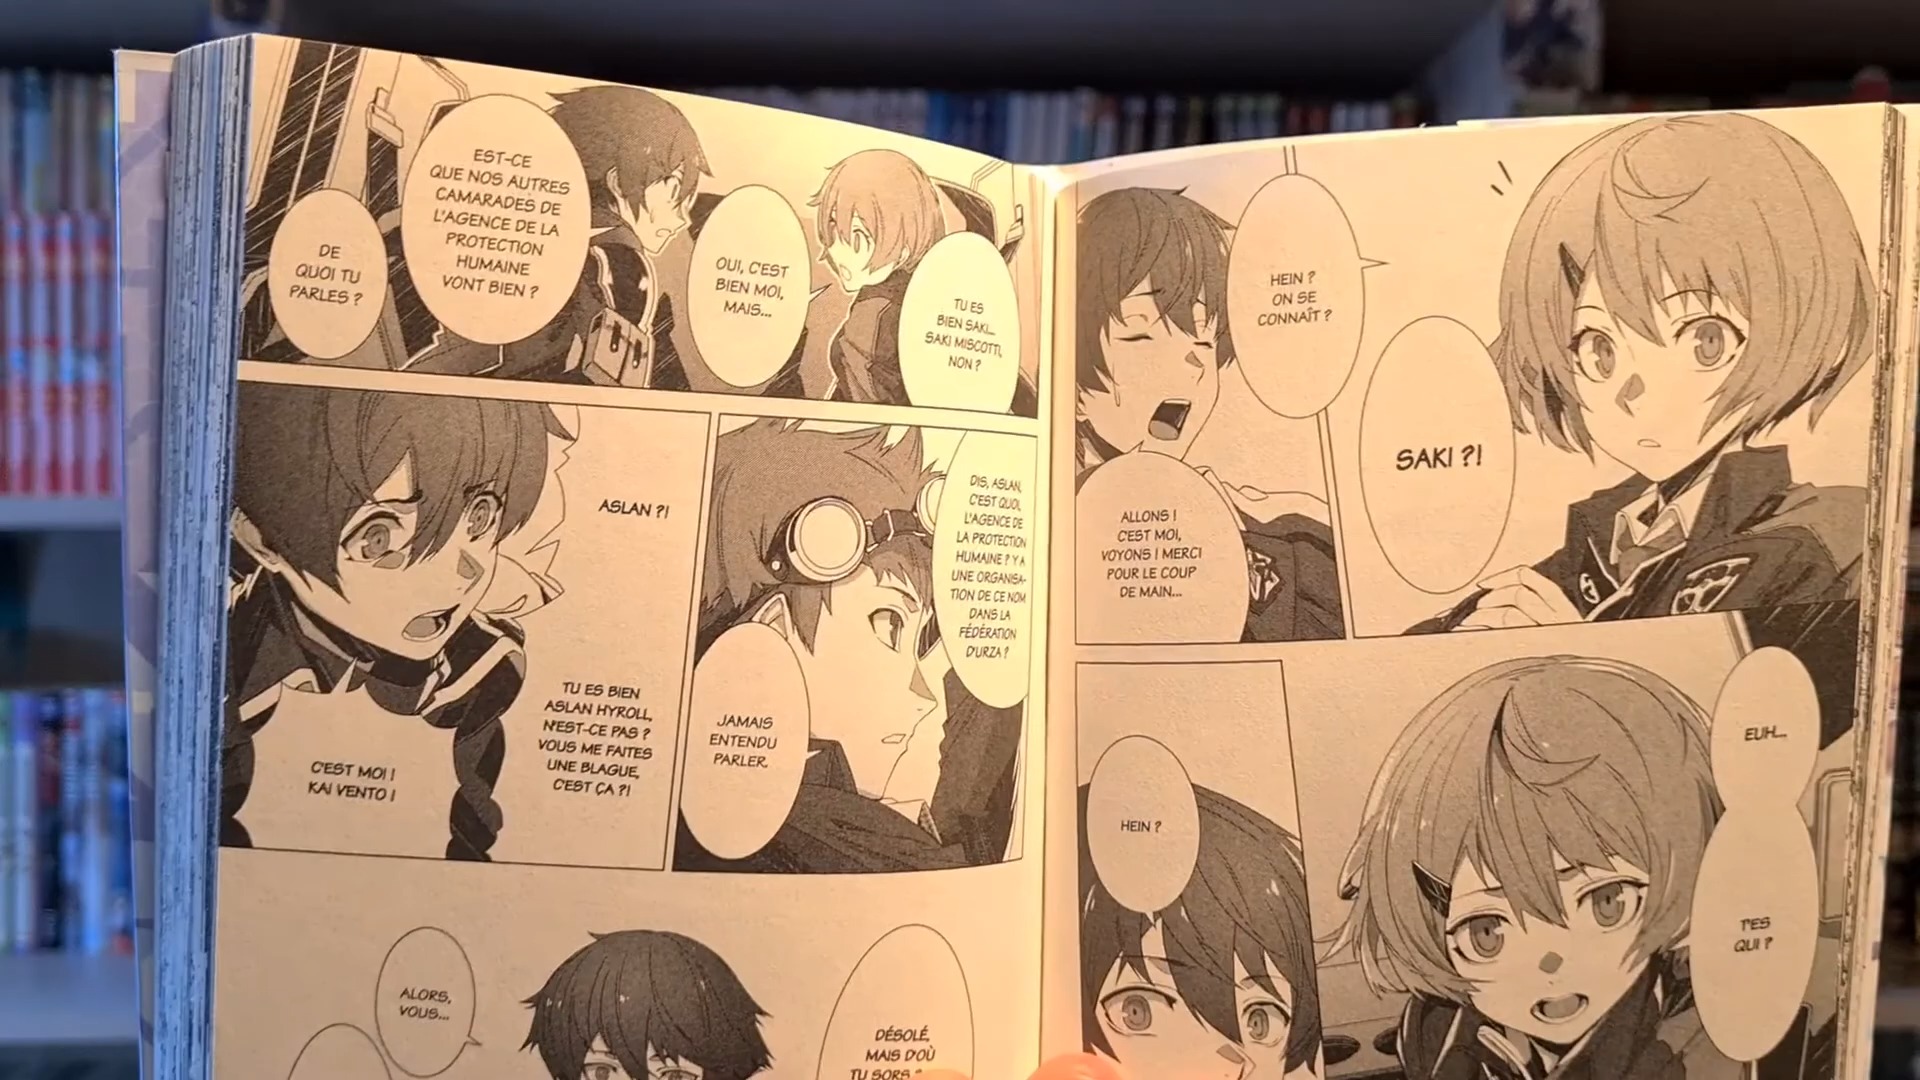 SAKI ?!
HEIN ?
ON SE
CONNAÎT ?
ALLONS !
C'EST MOI,
VOYONS ! MERCI
POUR LE COUP
DE MAIN...
EUH...
T'ES
QUI ?
HEIN ?
TU ES
BIEN SAKI...
SAKI MISCOTTI,
NON ?
OUI, C'EST
BIEN MOI,
MAIS...
EST-CE
QUE NOS AUTRES
CAMARADES DE
L'AGENCE DE LA
PROTECTION
HUMAINE
VONT BIEN ?
DE
QUOI TU
PARLES ?
DIS, ASLAN,
C'EST QUOI,
L'AGENCE DE
LA PROTECTION
HUMAINE ? Y A
UNE ORGANISA-
TION DE CE NOM
DANS LA
FÉDÉRATION
D'URZA ?
JAMAIS
ENTENDU
PARLER.
ASLAN ?!
TU ES BIEN
ASLAN HYROLL,
N'EST-CE PAS ?
VOUS ME FAITES
UNE BLAGUE,
C'EST ÇA ?!
C'EST MOI !
KAI VENTO !
DÉSOLÉ,
MAIS D'OÙ
TU SORS ?
ALORS,
VOUS...